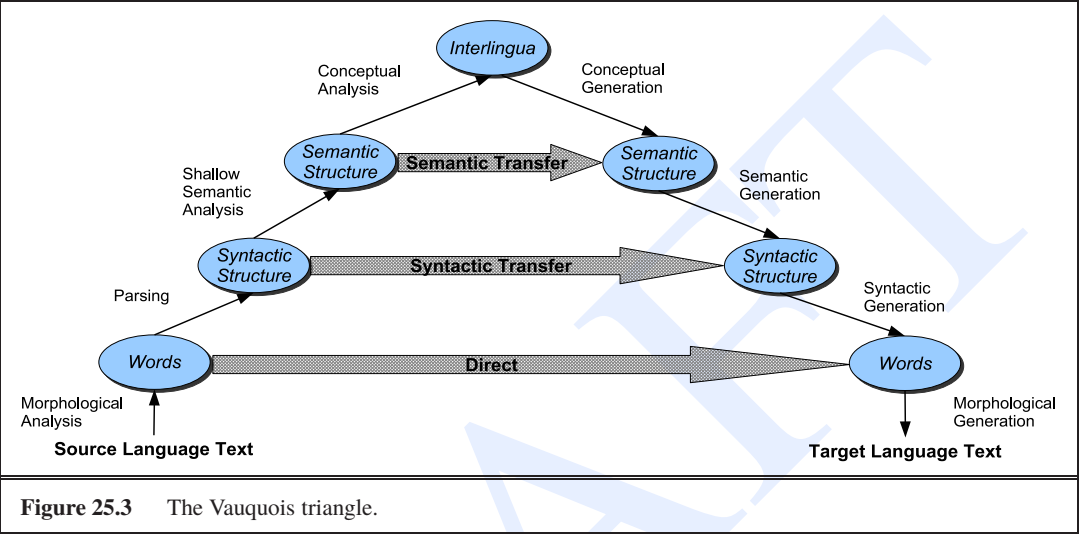 Interlingua
Conceptual
Analysis
Conceptual
Generation
Semantic
Structure
Semantic Transfer
Semantic
Structure
Shallow
Semantic
Analysis
Semantic
Generation
Syntactic
Structure
Syntactic Transfer
Syntactic
Structure
Parsing
Syntactic
Generation
Words
Direct
Words
Morphological
Analysis
Morphological
Generation
Source Language Text
Target Language Text
Figure 25.3 The Vauquois triangle.
AFT